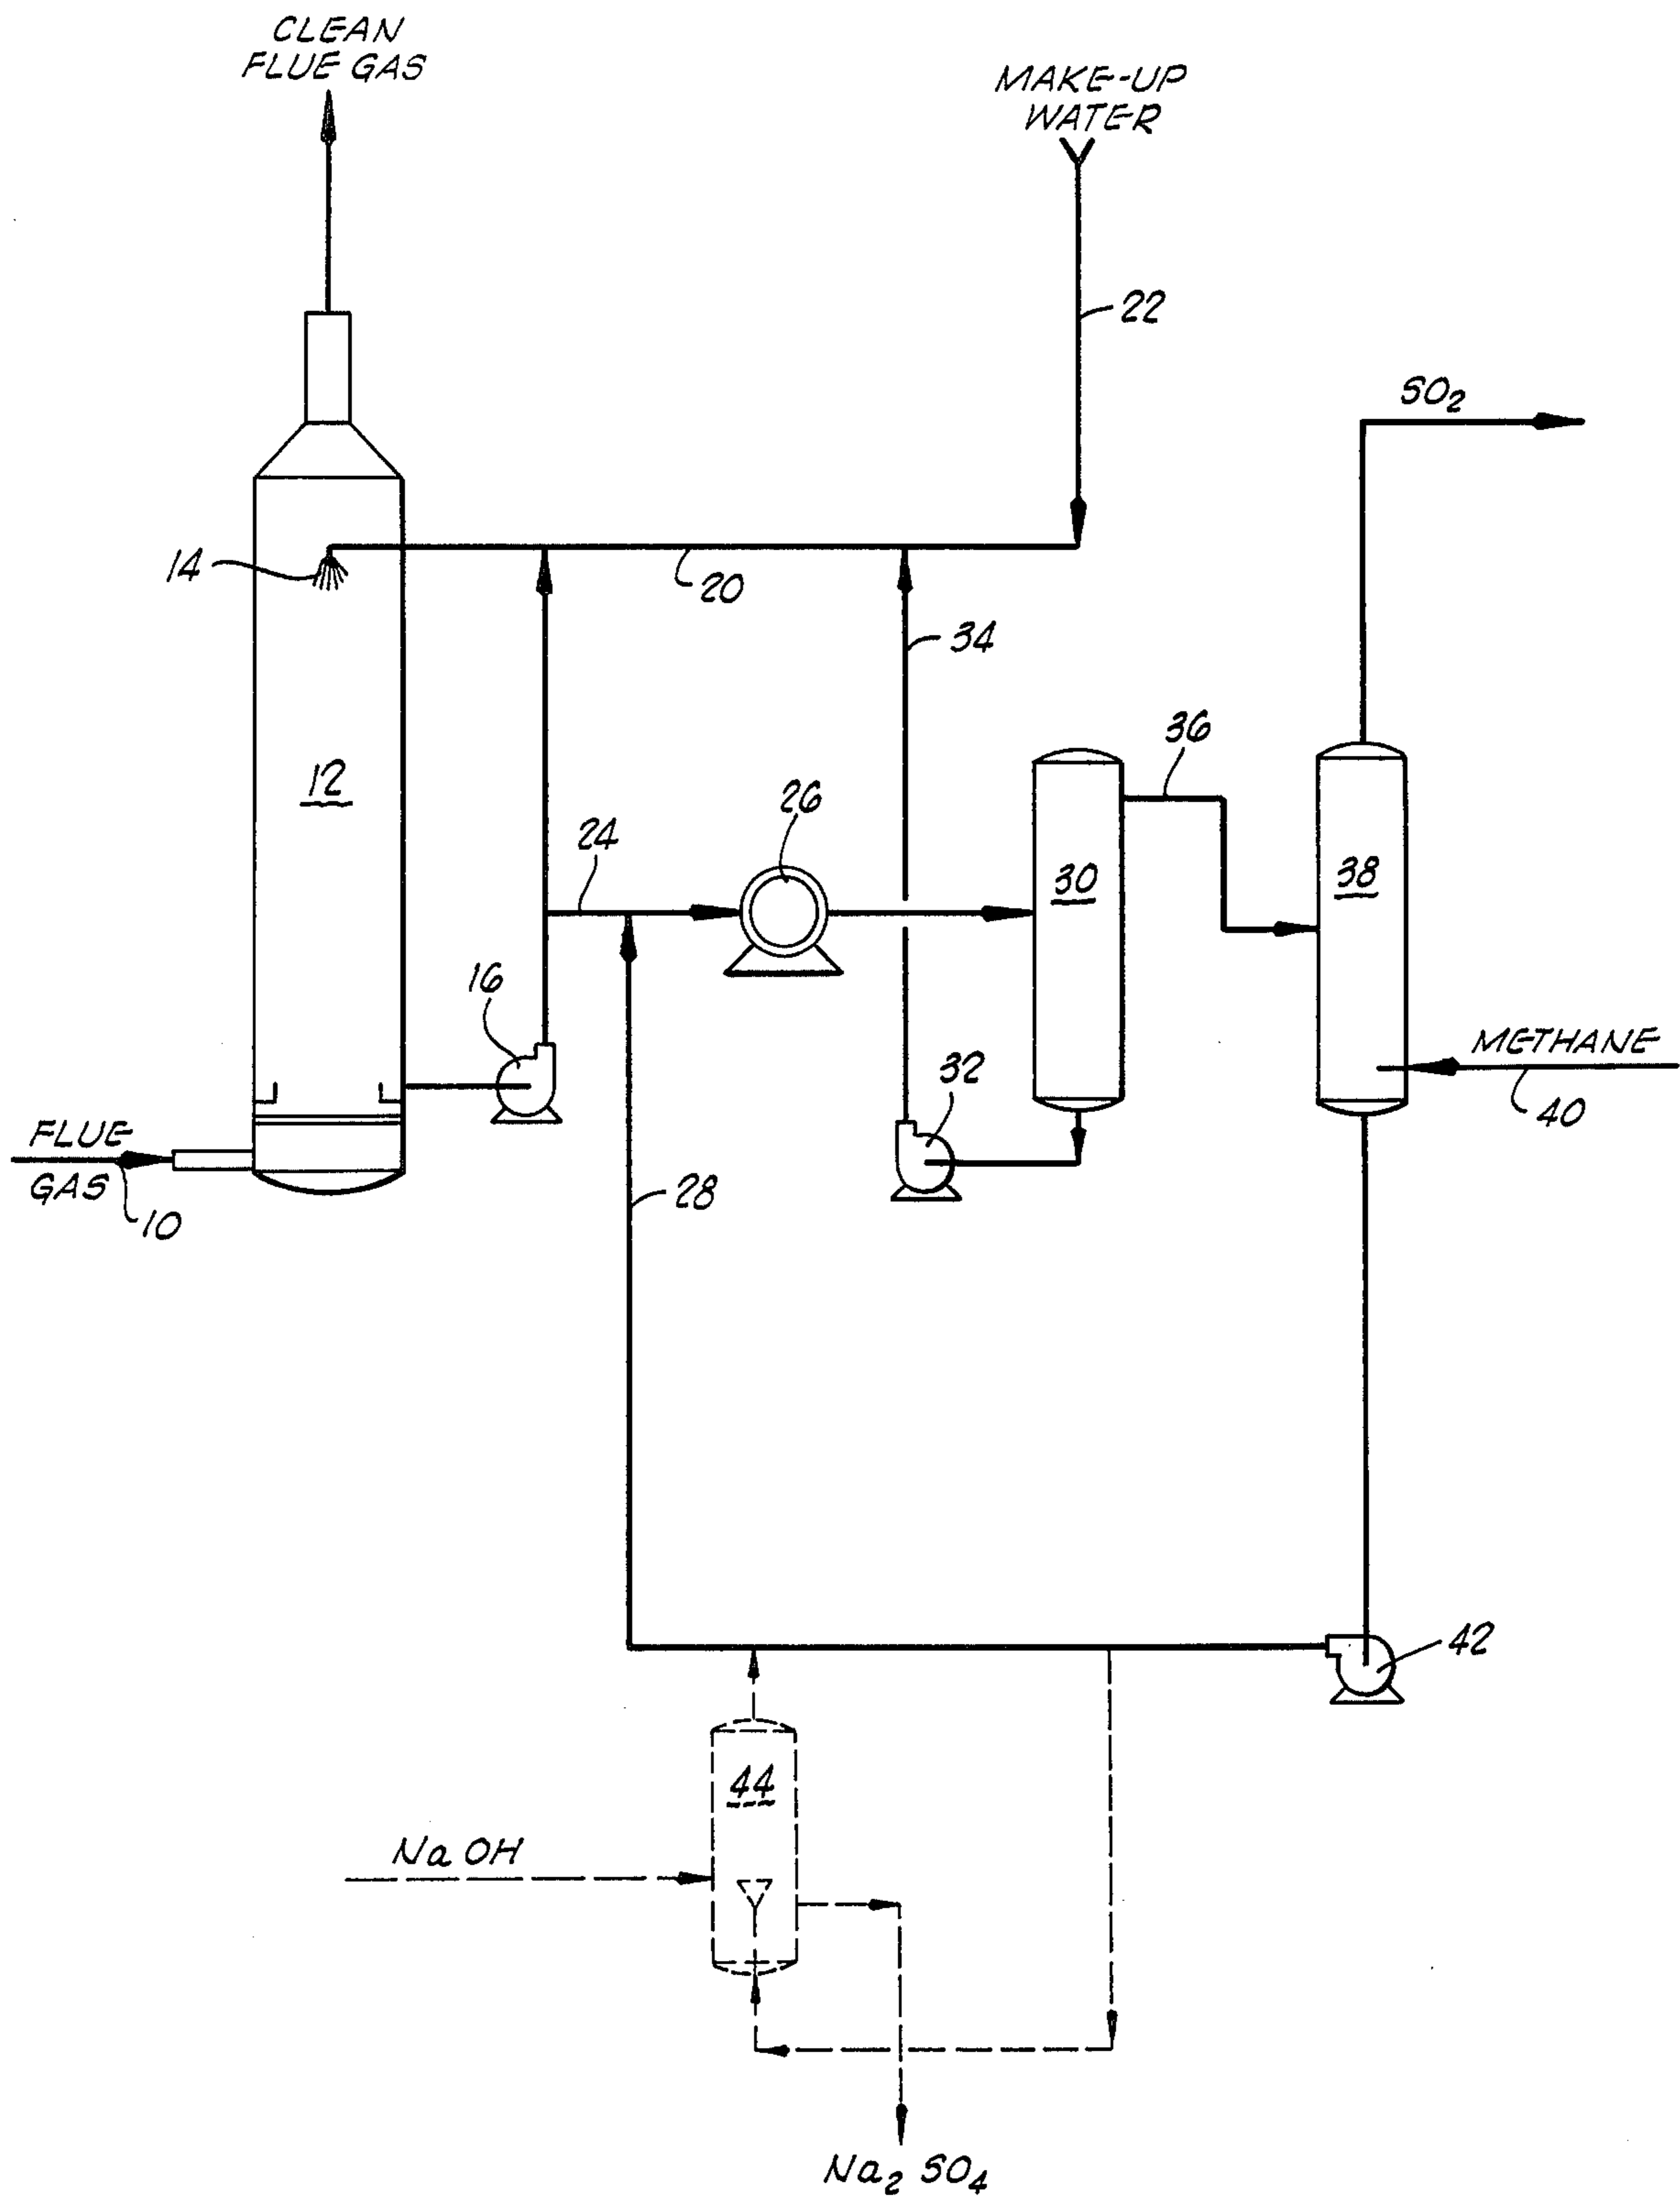 CLEAN
FLUE GAS
MAKE-UP
WATER
22
SO2
14
20
34
36
12
26
24
30
38
16
METHANE
32
40
FLUE
GAS
10
28
42
44
Na OH
Na2 SO4